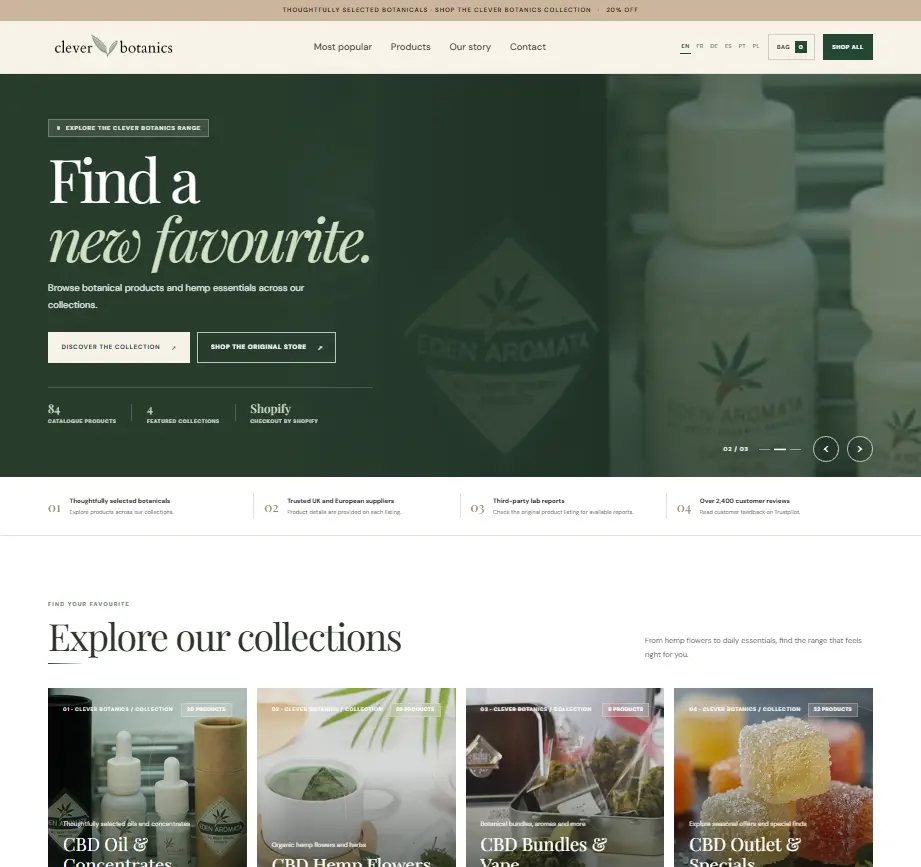 THOUGHTFULLY SELECTED BOTANICALS · SHOP THE CLEVER BOTANICS COLLECTION · 20% OFF
clever botanics
Most popular Products Our story Contact
EN FR DE ES PT PL
BAG 0
SHOP ALL
EXPLORE THE CLEVER BOTANICS RANGE
Find a
new favourite.
Browse botanical products and hemp essentials across our
collections.
DISCOVER THE COLLECTION
SHOP THE ORIGINAL STORE
84
CATALOGUE PRODUCTS
4
FEATURED COLLECTIONS
Shopify
CHECKOUT BY SHOPIFY
EDEN AROMATA
EDEN AROMATA
02 / 03
01
Thoughtfully selected botanicals
Explore products across our collections.
02
Trusted UK and European suppliers
Product details are provided on each listing.
03
Third-party lab reports
Check the original product listing for available reports.
04
Over 2,400 customer reviews
Read customer feedback on Trustpilot.
FIND YOUR FAVOURITE
Explore our collections
From hemp flowers to daily essentials, find the range that feels
right for you.
01 · CLEVER BOTANICS / COLLECTION
Thoughtfully selected oils and concentrates
CBD Oil &
Concentrates
02 · CLEVER BOTANICS / COLLECTION
Organic hemp flowers and herbs
CBD Hemp Flowers
03 · CLEVER BOTANICS / COLLECTION
PRODUCTS
Botanical bundles, aromas and more
CBD Bundles &
Vape
04 · CLEVER BOTANICS / COLLECTION
22 PRODUCTS
Explore seasonal offers and special finds
CBD Outlet &
Specials